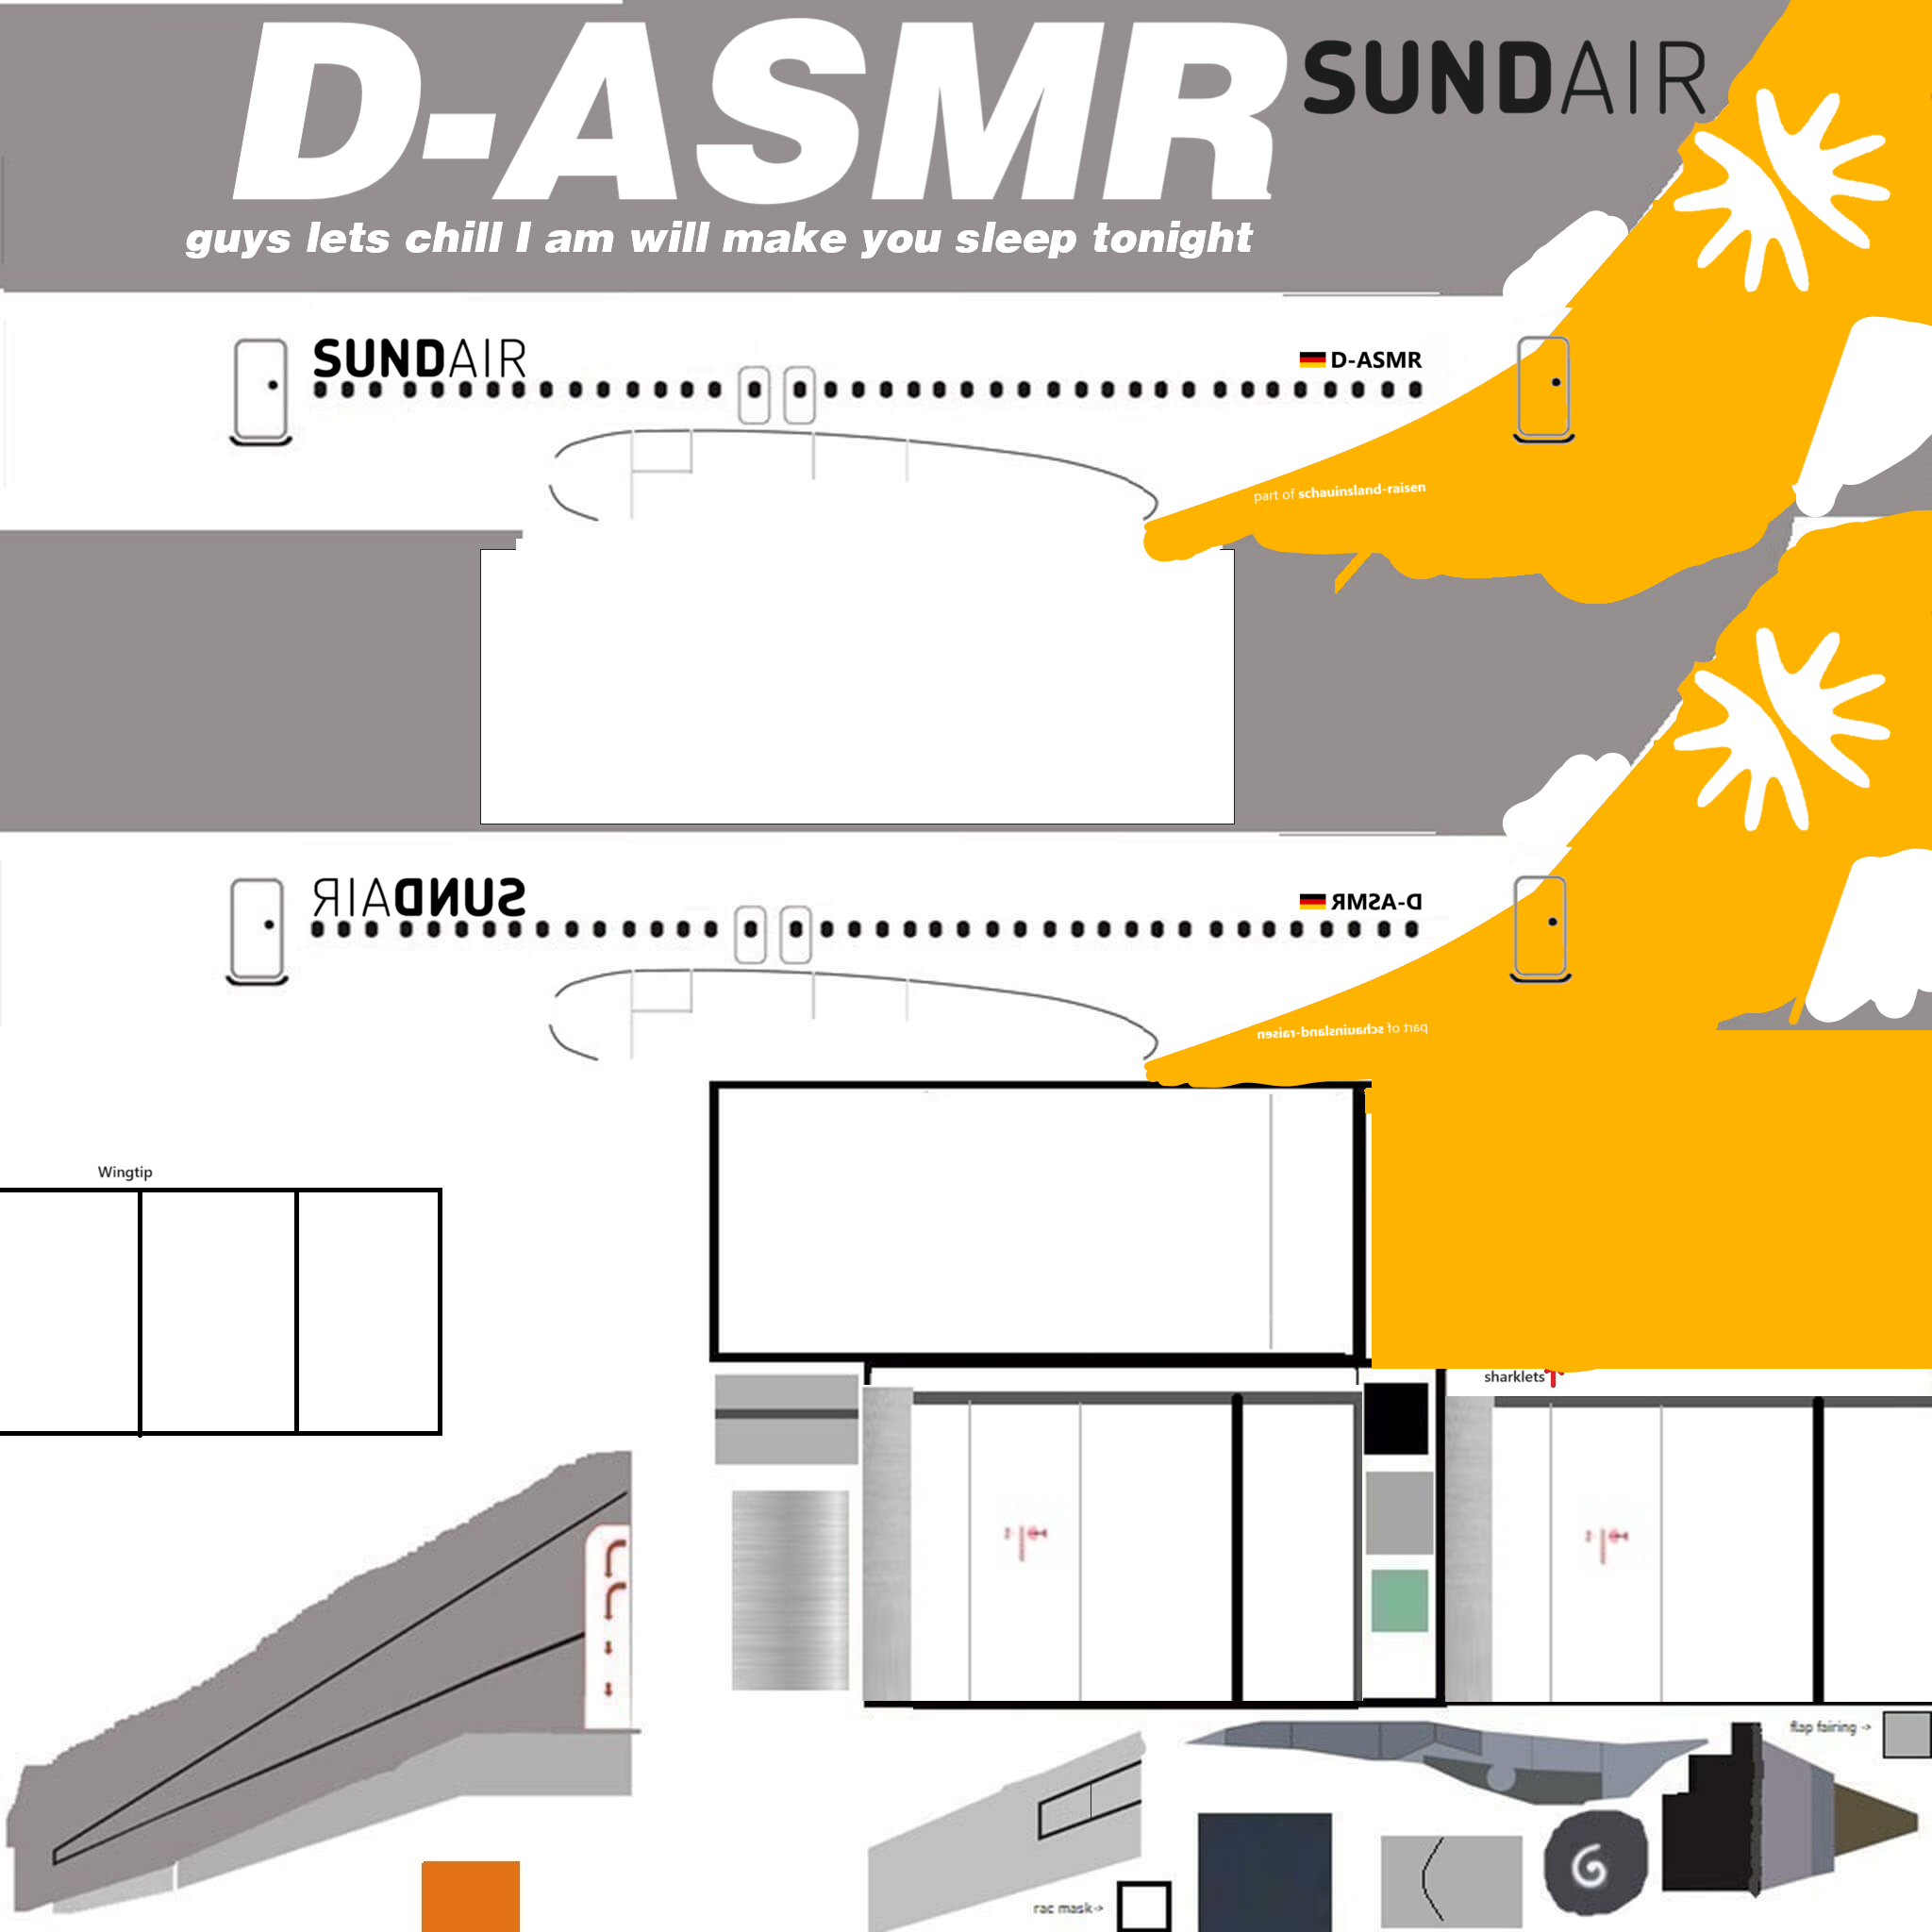 D-ASMR
SUNDAIR
guys lets chill I am will make you sleep tonight
SUNDAIR
D-ASMR
part of schauinsland-raisen
SUNDAIR
D-ASMR
part of schauinsland-raisen
Wingtip
sharklets
flap fairing ->
rac mask->